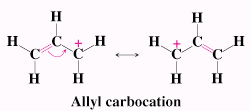 H H
H C C C + H ↔ H C + C C H
H H H H
Allyl carbocation